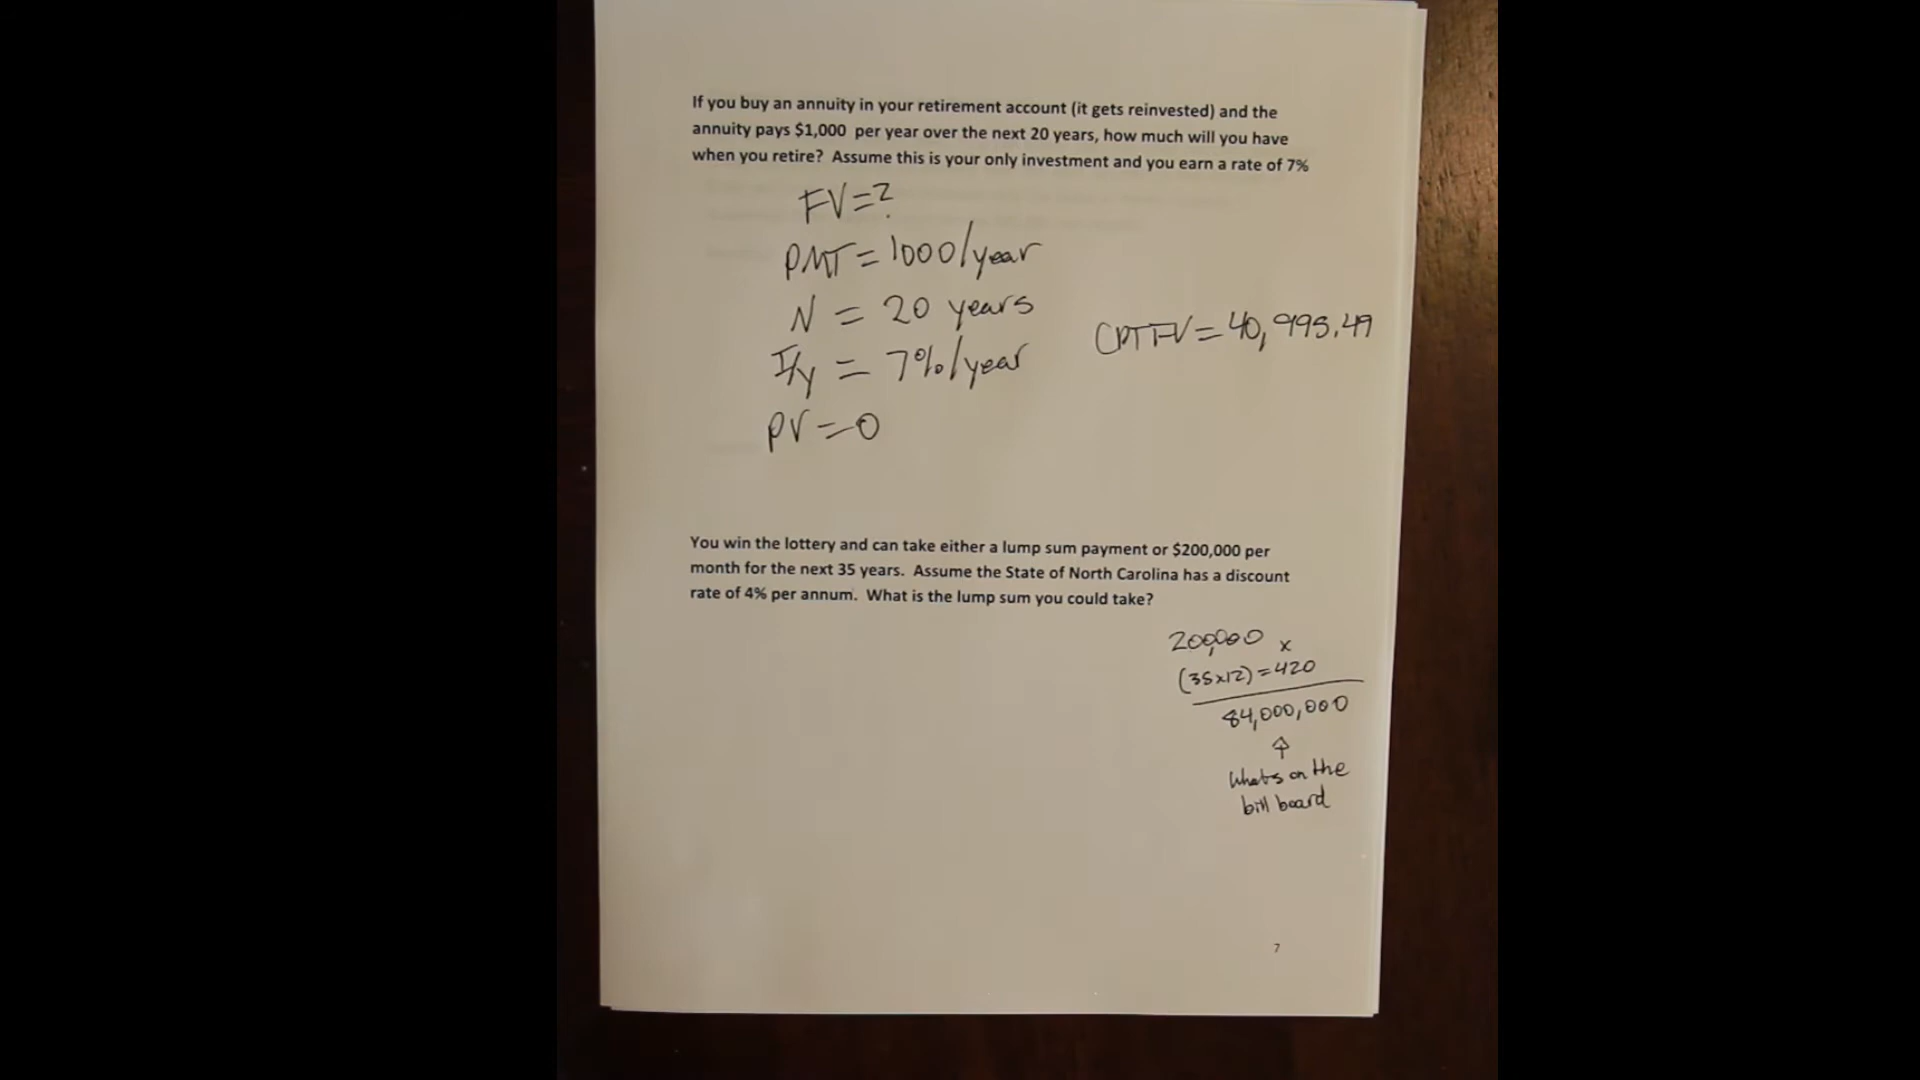 If you buy an annuity in your retirement account (it gets reinvested) and the
annuity pays $1,000 per year over the next 20 years, how much will you have
when you retire? Assume this is your only investment and you earn a rate of 7%
FV=?
PMT = 1000/year
N = 20 years
I/y = 7%/year
PV=0
CPT FV = 40,995.49
You win the lottery and can take either a lump sum payment or $200,000 per
month for the next 35 years. Assume the State of North Carolina has a discount
rate of 4% per annum. What is the lump sum you could take?
200,000 x
(35x12)=420
84,000,000
whats on the
bill board
7